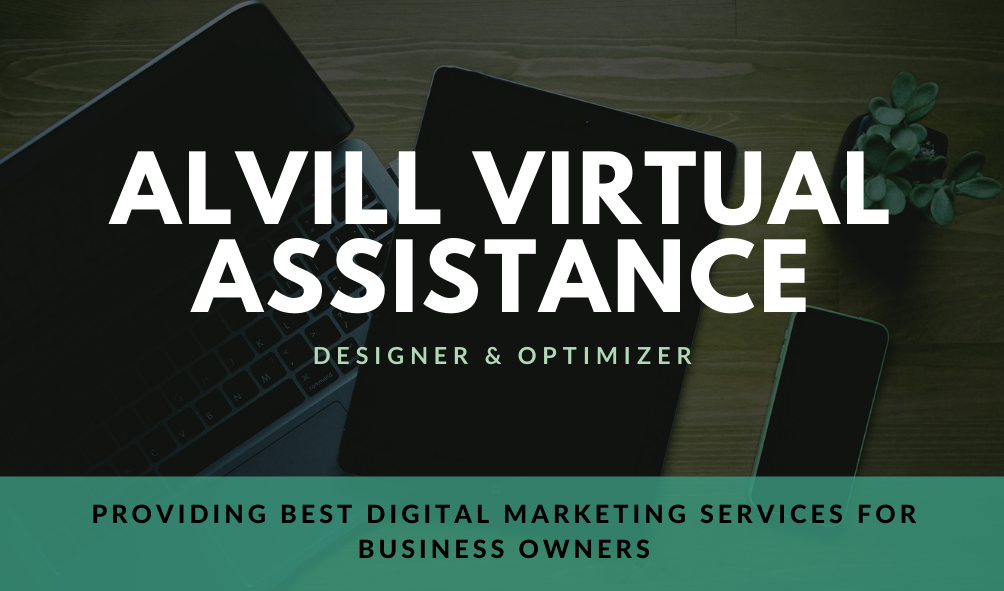 ALVILL VIRTUAL
ASSISTANCE
DESIGNER & OPTIMIZER
PROVIDING BEST DIGITAL MARKETING SERVICES FOR
BUSINESS OWNERS